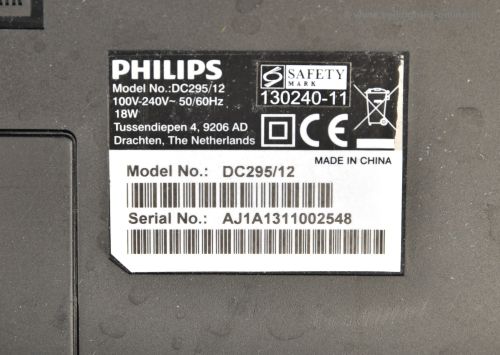 PHILIPS
Model No.:DC295/12
100V-240V~ 50/60Hz
18W
Tussendiepen 4, 9206 AD
Drachten, The Netherlands
S SAFETY
MARK
130240-11
CE
MADE IN CHINA
Model No.: DC295/12
Serial No.: AJ1A1311002548